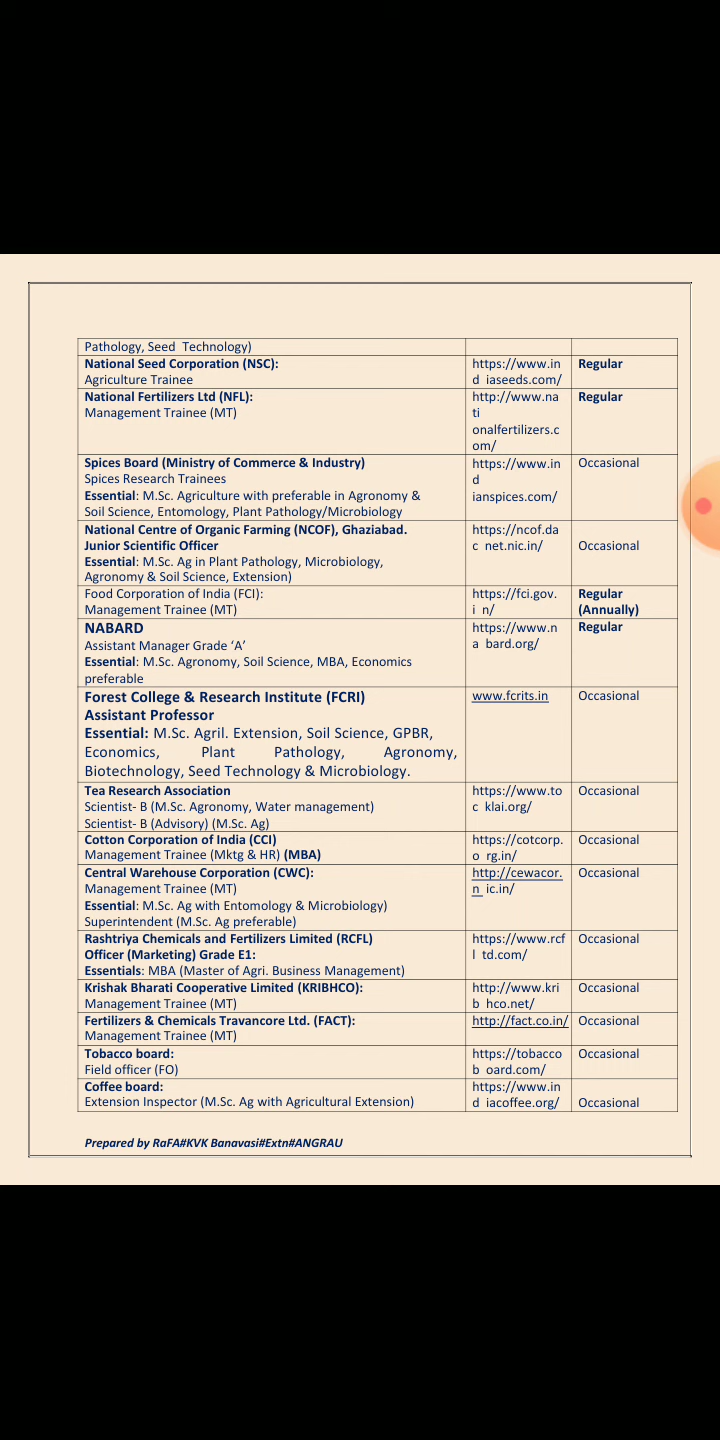 Pathology, Seed  Technology)
National Seed Corporation (NSC):
Agriculture Trainee
https://www.in
d  iaseeds.com/
Regular
National Fertilizers Ltd (NFL):
Management Trainee (MT)
http://www.na
ti
onalfertilizers.c
om/
Regular
Spices Board (Ministry of Commerce & Industry)
Spices Research Trainees
Essential: M.Sc. Agriculture with preferable in Agronomy &
Soil Science, Entomology, Plant Pathology/Microbiology
https://www.in
d
ianspices.com/
Occasional
National Centre of Organic Farming (NCOF), Ghaziabad.
Junior Scientific Officer
Essential: M.Sc. Ag in Plant Pathology, Microbiology,
Agronomy & Soil Science, Extension)
https://ncof.da
c  net.nic.in/
Occasional
Food Corporation of India (FCI):
Management Trainee (MT)
https://fci.gov.
i  n/
Regular
(Annually)
NABARD
Assistant Manager Grade ‘A’
Essential: M.Sc. Agronomy, Soil Science, MBA, Economics
preferable
https://www.n
a  bard.org/
Regular
Forest College & Research Institute (FCRI)
Assistant Professor
Essential: M.Sc. Agril. Extension, Soil Science, GPBR,
Economics, Plant Pathology, Agronomy,
Biotechnology, Seed Technology & Microbiology.
www.fcrits.in
Occasional
Tea Research Association
Scientist- B (M.Sc. Agronomy, Water management)
Scientist- B (Advisory) (M.Sc. Ag)
https://www.to
c  klai.org/
Occasional
Cotton Corporation of India (CCI)
Management Trainee (Mktg & HR) (MBA)
https://cotcorp.
o  rg.in/
Occasional
Central Warehouse Corporation (CWC):
Management Trainee (MT)
Essential: M.Sc. Ag with Entomology & Microbiology)
Superintendent (M.Sc. Ag preferable)
http://cewacor.
n  ic.in/
Occasional
Rashtriya Chemicals and Fertilizers Limited (RCFL)
Officer (Marketing) Grade E1:
Essentials: MBA (Master of Agri. Business Management)
https://www.rcf
l  td.com/
Occasional
Krishak Bharati Cooperative Limited (KRIBHCO):
Management Trainee (MT)
http://www.kri
b  hco.net/
Occasional
Fertilizers & Chemicals Travancore Ltd. (FACT):
Management Trainee (MT)
http://fact.co.in/
Occasional
Tobacco board:
Field officer (FO)
https://tobacco
b  oard.com/
Occasional
Coffee board:
Extension Inspector (M.Sc. Ag with Agricultural Extension)
https://www.in
d  iacoffee.org/
Occasional
Prepared by RaFA#KVK Banavasi#Extn#ANGRAU